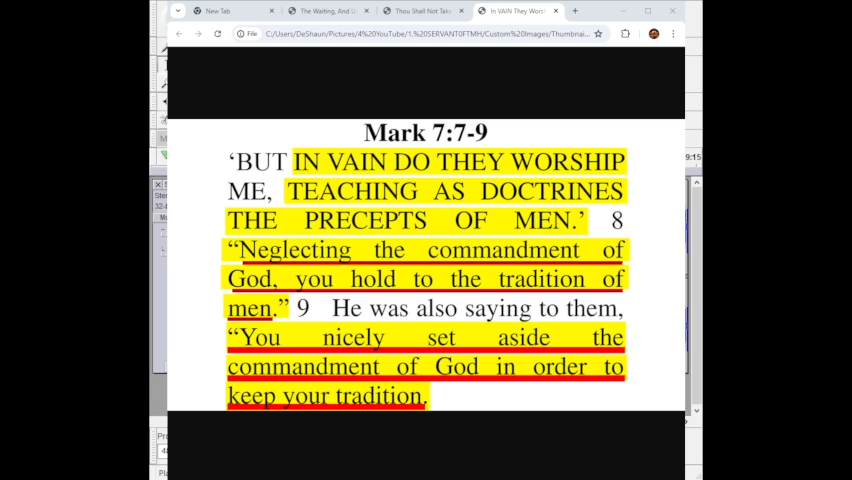 New Tab
The Waiting, And U
Thou Shall Not Take
In VAIN They Worsh
File
C:/Users/DeShaun/Pictures/4%20YouTube/1.%20SERVANT0FTMH/Custom%20Images/Thumbnai...
Mark 7:7-9
‘BUT IN VAIN DO THEY WORSHIP
ME, TEACHING AS DOCTRINES
THE PRECEPTS OF MEN.’ 8
“Neglecting the commandment of
God, you hold to the tradition of
men.” 9 He was also saying to them,
“You nicely set aside the
commandment of God in order to
keep your tradition.
9:15